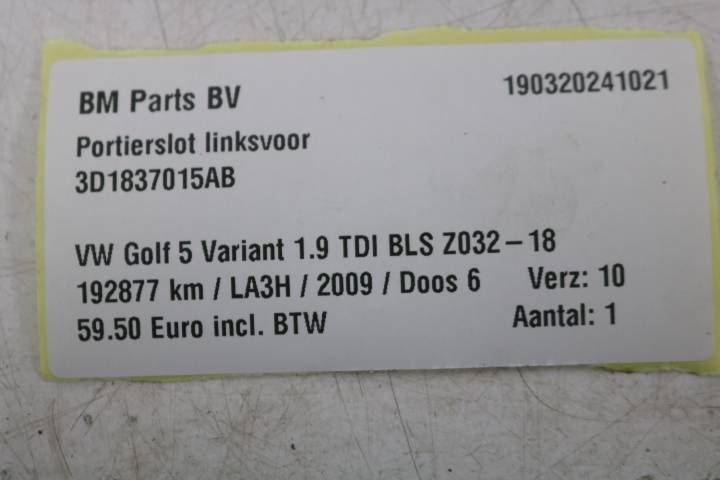 BM Parts BV 190320241021
Portierslot linksvoor
3D1837015AB
VW Golf 5 Variant 1.9 TDI BLS Z032-18
192877 km / LA3H / 2009 / Doos 6 Verz: 10
59.50 Euro incl. BTW Aantal: 1